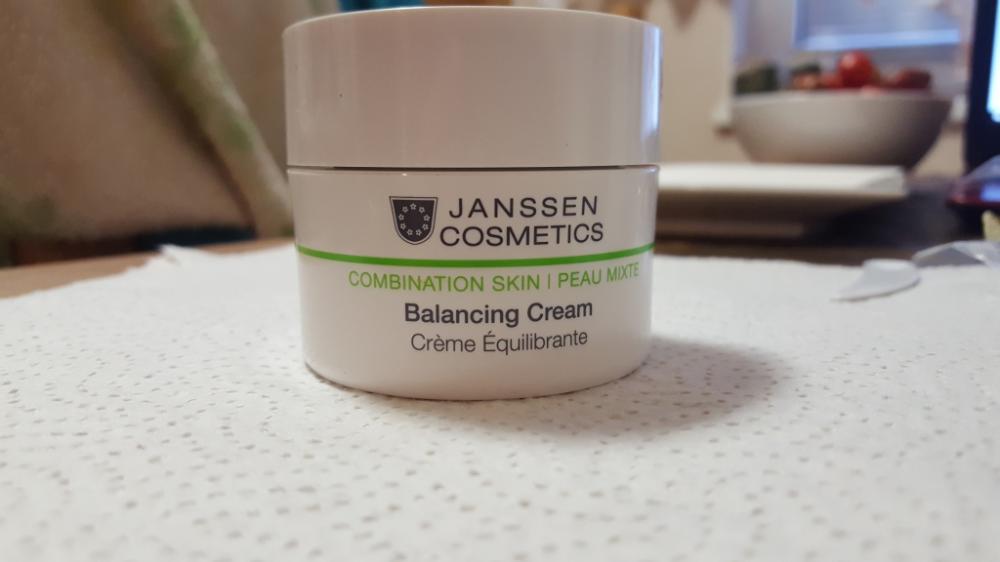 JANSSEN
COSMETICS
COMBINATION SKIN | PEAU MIXTE
Balancing Cream
Crème Équilibrante